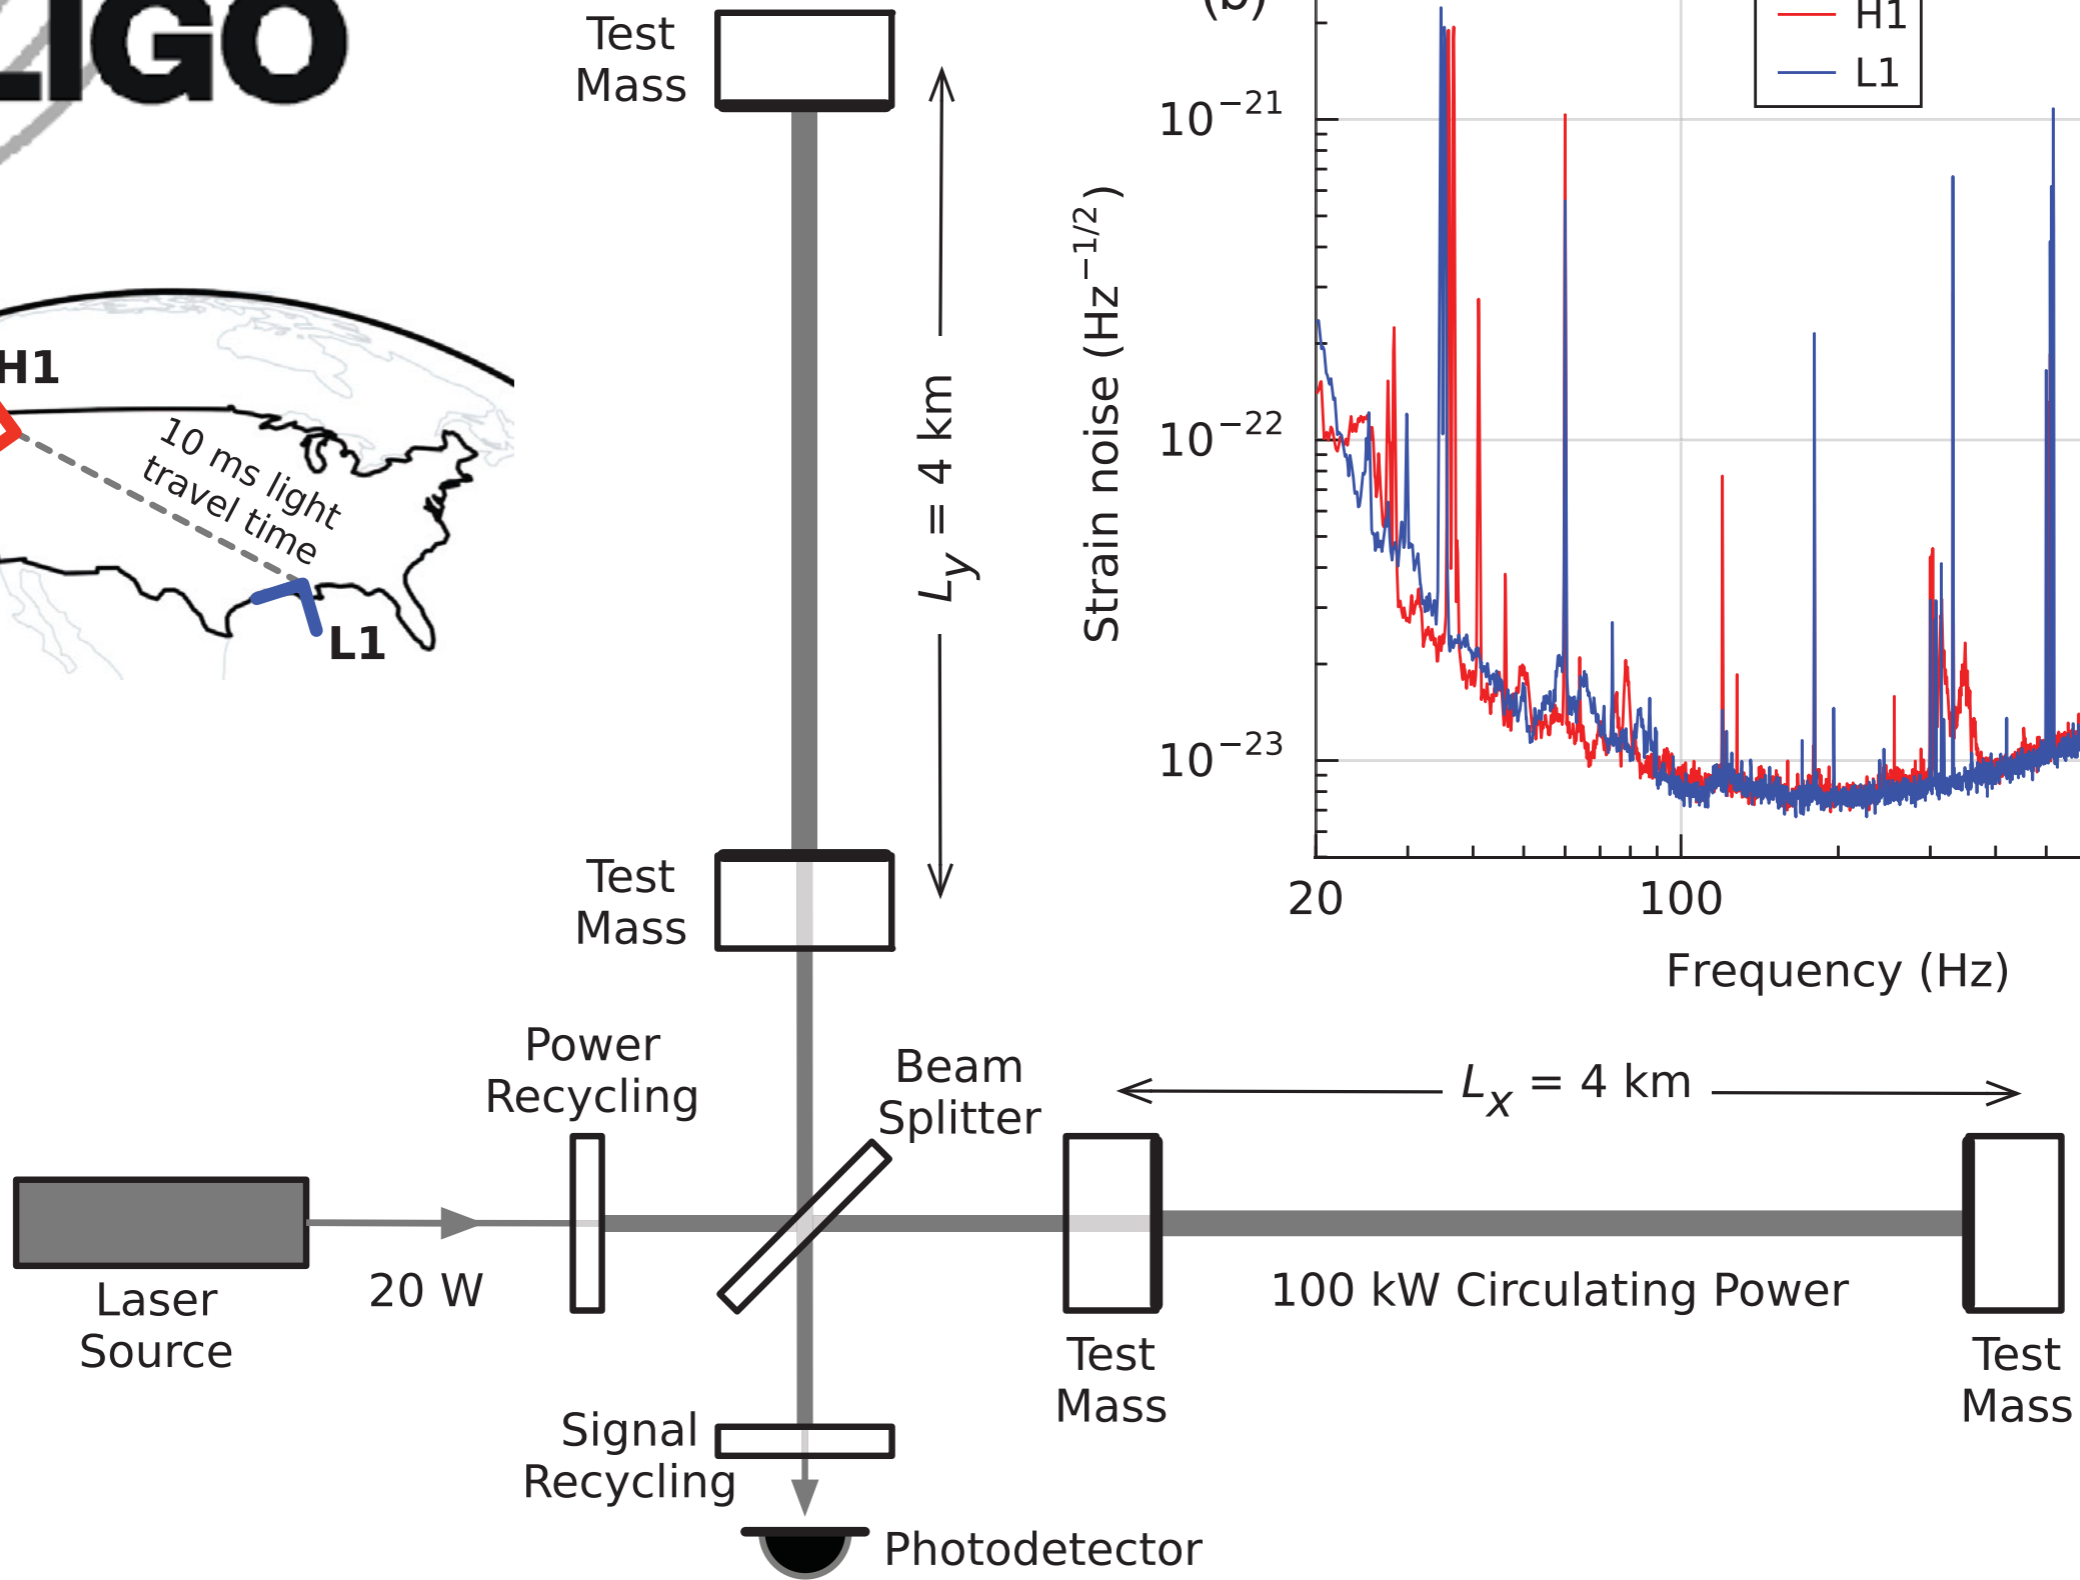 LIGO
H1
10 ms light
travel time
L1
Test
Mass
L_y = 4 km
Test
Mass
(b)
H1
L1
10^−21
10^−22
10^−23
Strain noise (Hz^−1/2)
20
100
Frequency (Hz)
Power
Recycling
Beam
Splitter
L_x = 4 km
Laser
Source
20 W
100 kW Circulating Power
Test
Mass
Test
Mass
Signal
Recycling
Photodetector